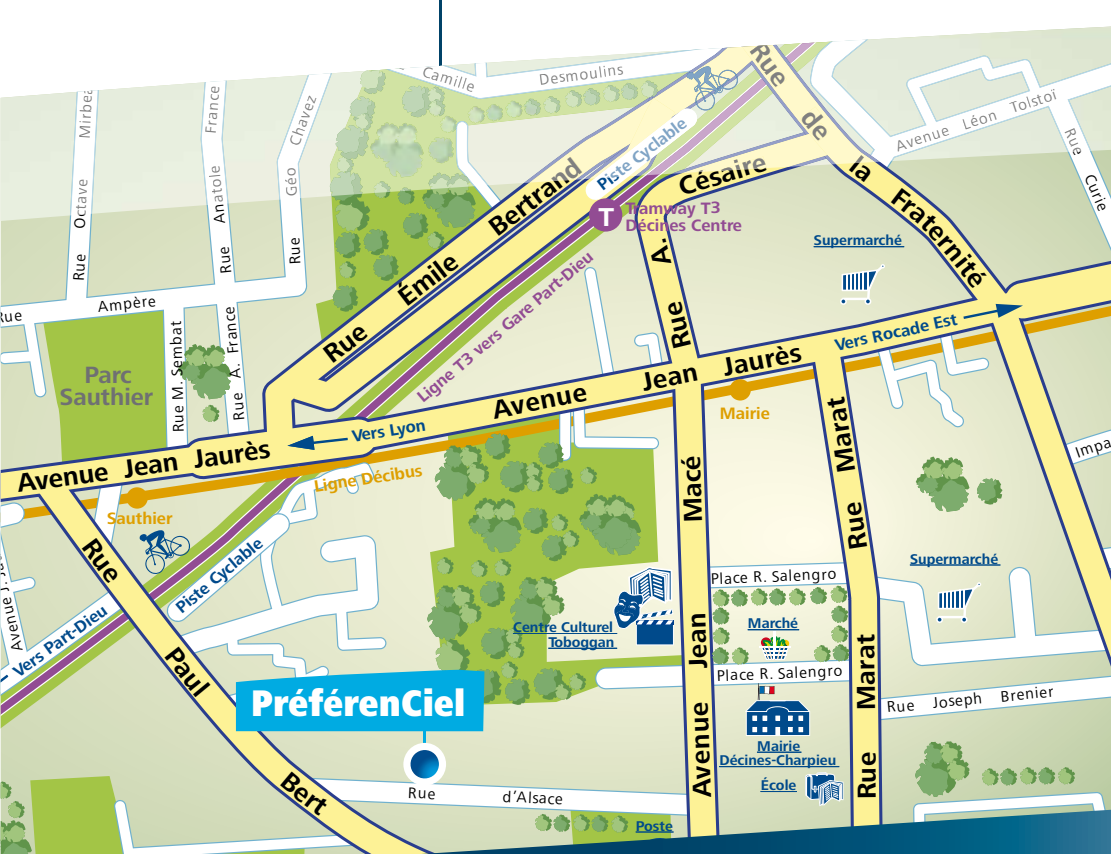 Camille Desmoulins
Rue Octave Mirbea
Rue Anatole France
Rue Géo Chavez
Rue de la Fraternité
Avenue Léon Tolstoï
Rue Curie
Piste Cyclable
Rue Émile Bertrand
Rue A. Césaire
T
Tramway T3
Décines Centre
Supermarché
Rue Ampère
Parc
Sauthier
Rue M. Sembat
Rue A. France
Ligne T3 vers Gare Part-Dieu
Vers Rocade Est
Avenue Jean Jaurès
Mairie
Vers Lyon
Avenue Jean Jaurès
Ligne Décibus
Sauthier
Impa
Rue Paul Bert
Piste Cyclable
Vers Part-Dieu
Avenue Jean Macé
Rue Marat
Rue Marat
Supermarché
Place R. Salengro
Centre Culturel
Toboggan
Marché
Place R. Salengro
Rue Joseph Brenier
PréférenCiel
Mairie
Décines-Charpieu
École
Rue d'Alsace
Poste